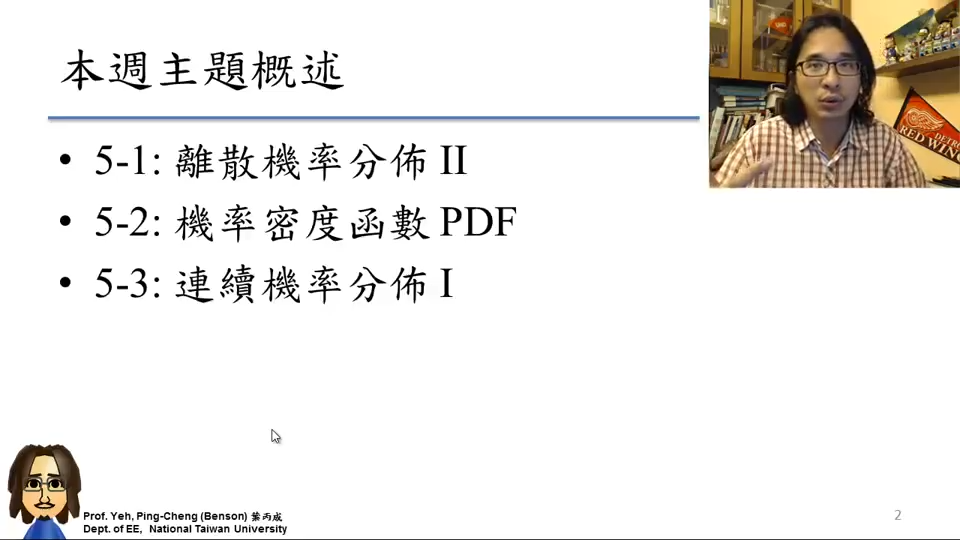 本週主題概述
• 5-1: 離散機率分佈 II
• 5-2: 機率密度函數 PDF
• 5-3: 連續機率分佈 I
DETRO
RED WING
Prof. Yeh, Ping-Cheng (Benson) 葉丙成
Dept. of EE, National Taiwan University
2